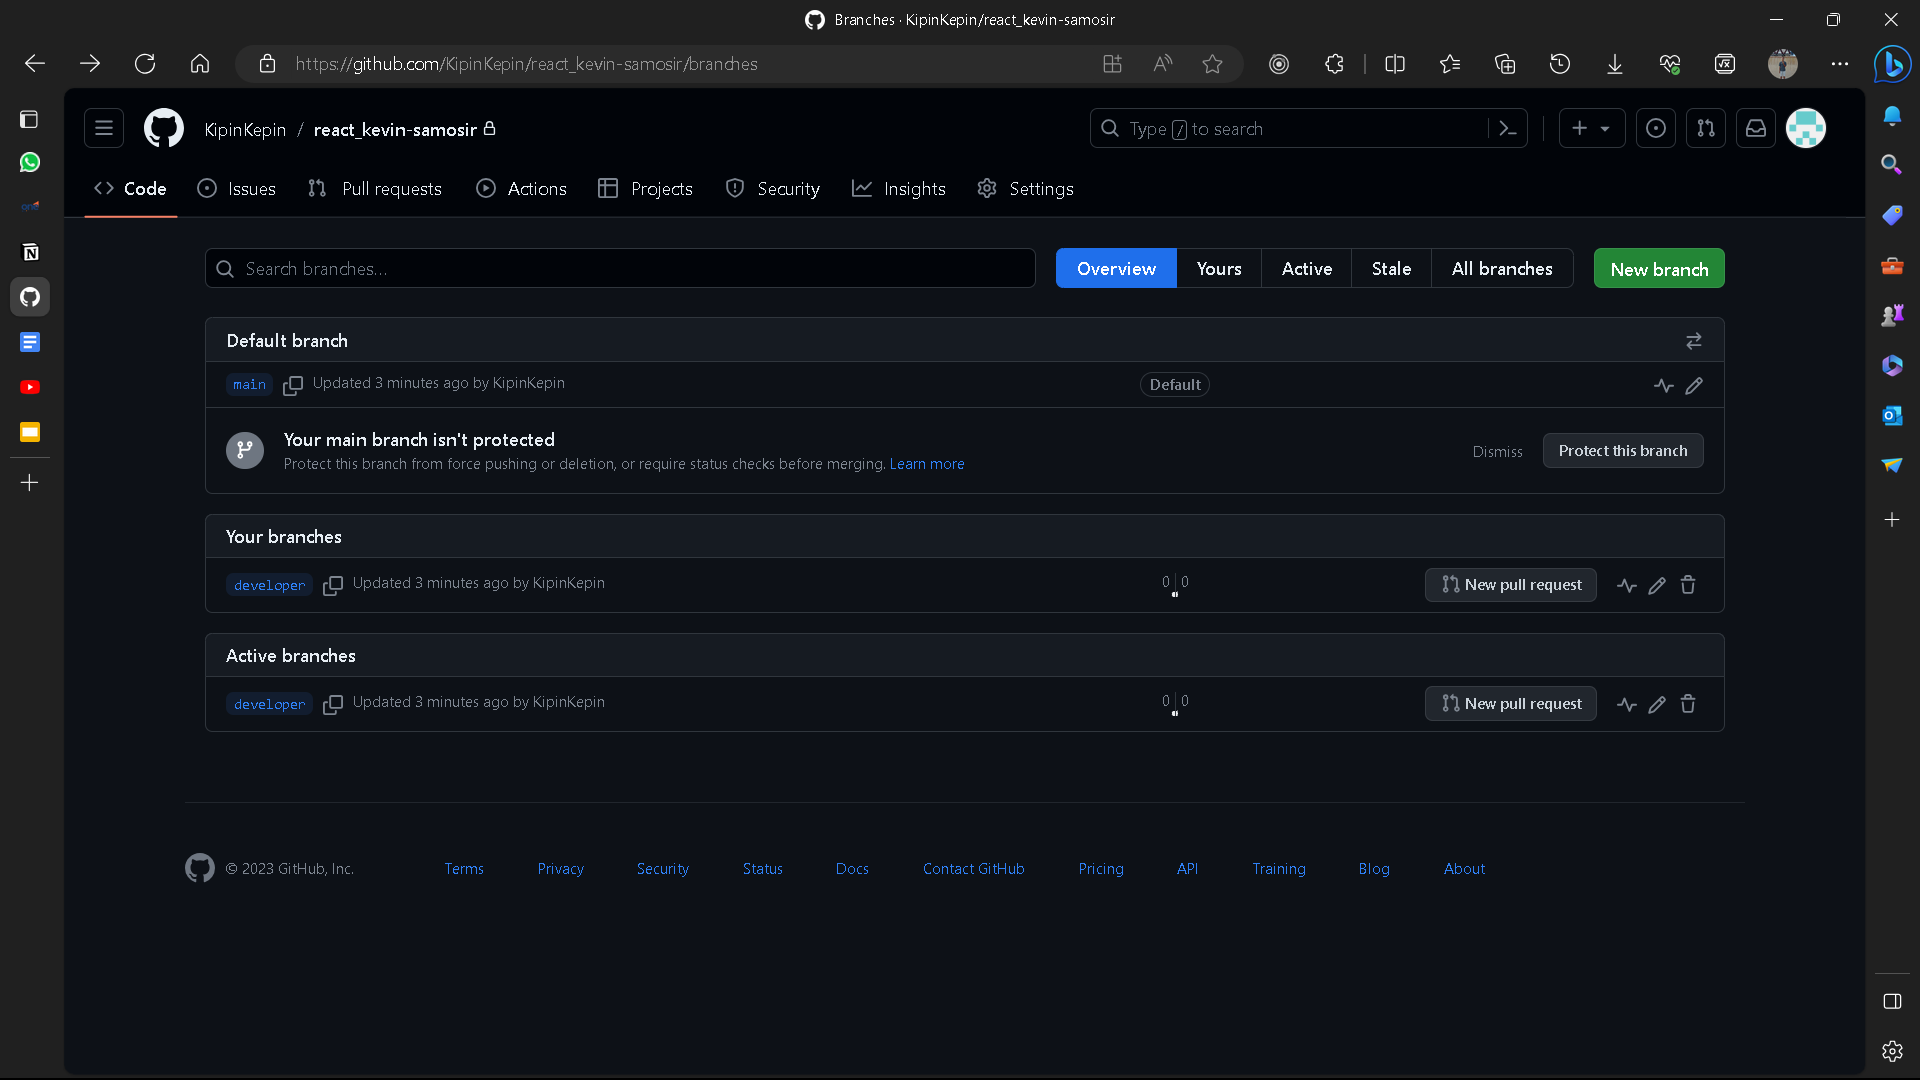 Branches · KipinKepin/react_kevin-samosir
https://github.com/KipinKepin/react_kevin-samosir/branches
KipinKepin / react_kevin-samosir
Type / to search
Code Issues Pull requests Actions Projects Security Insights Settings
Search branches...
Overview Yours Active Stale All branches New branch
Default branch
main Updated 3 minutes ago by KipinKepin Default
Your main branch isn't protected
Protect this branch from force pushing or deletion, or require status checks before merging. Learn more
Dismiss Protect this branch
Your branches
developer Updated 3 minutes ago by KipinKepin 0 0 New pull request
Active branches
developer Updated 3 minutes ago by KipinKepin 0 0 New pull request
© 2023 GitHub, Inc. Terms Privacy Security Status Docs Contact GitHub Pricing API Training Blog About